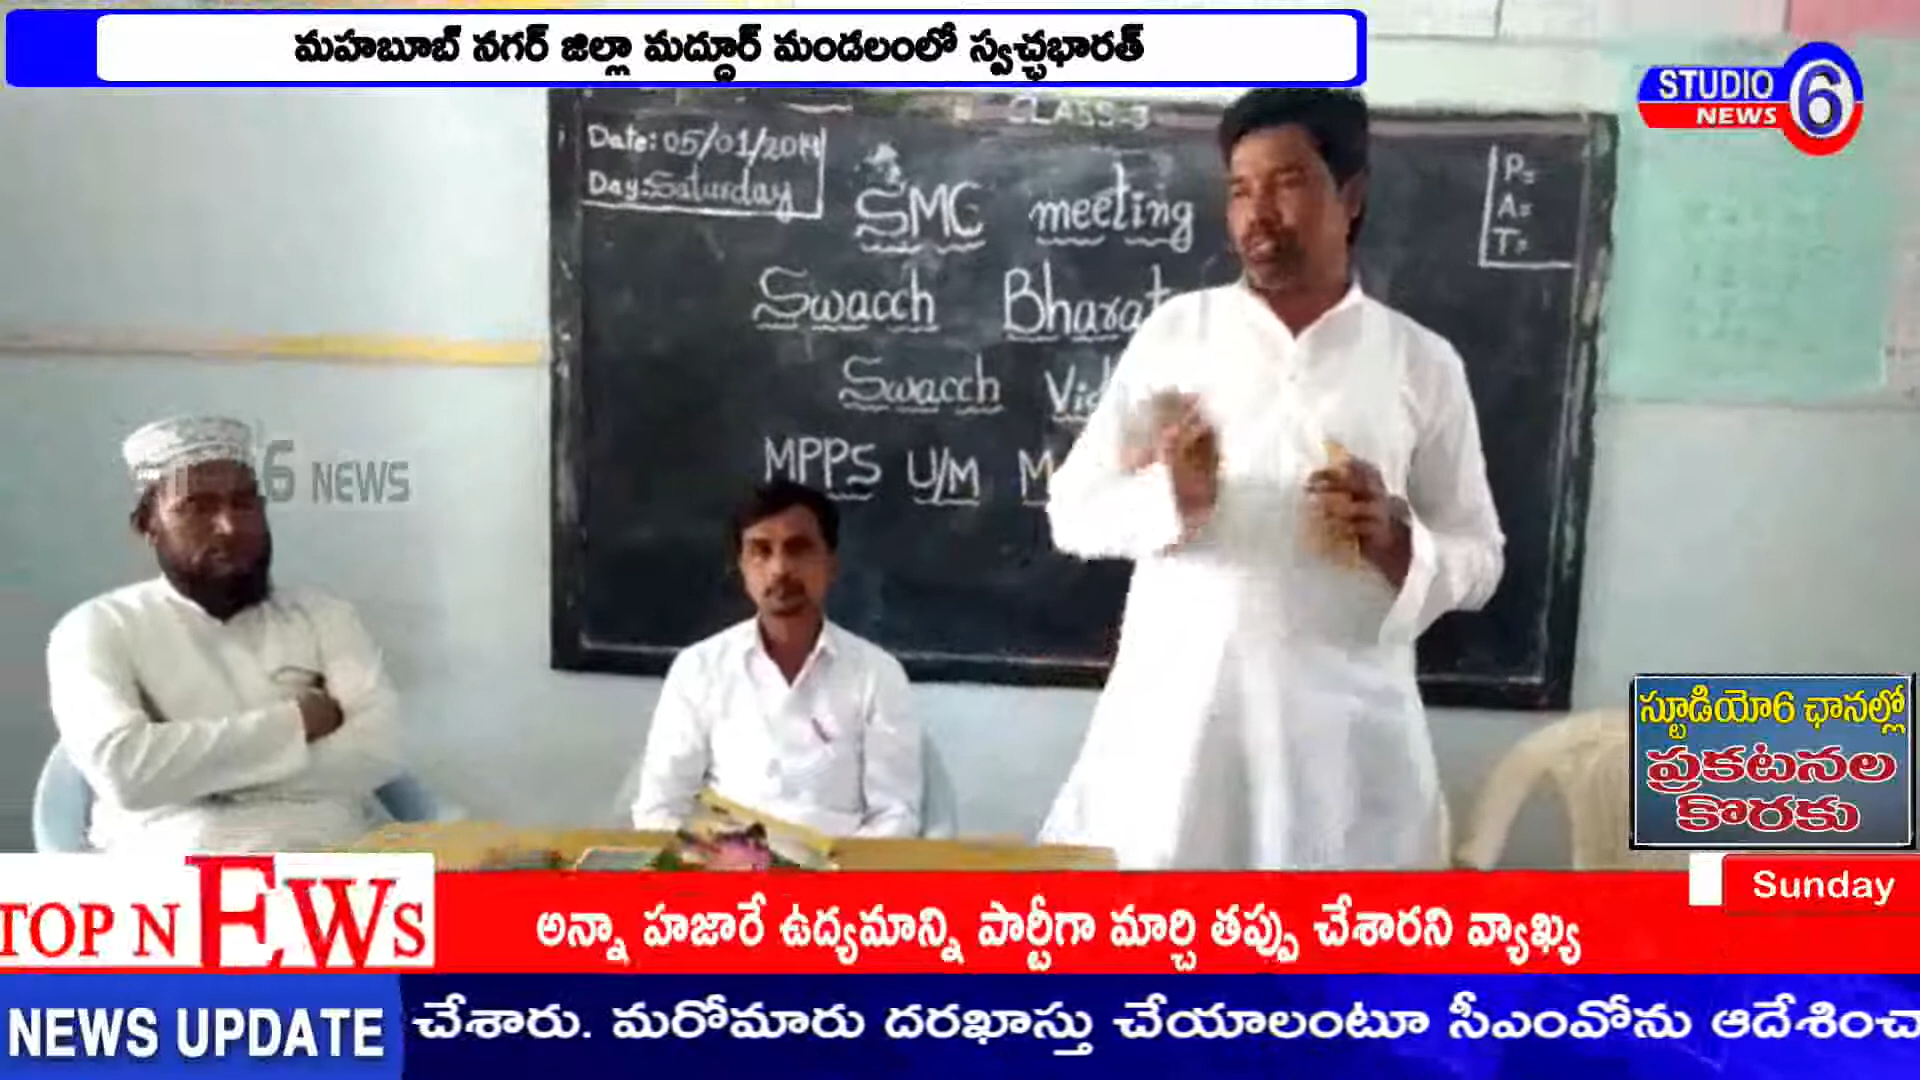 మహబూబ్ నగర్ జిల్లా మద్దూర్ మండలంలో స్వచ్ఛభారత్
STUDIO 6
NEWS
CLASS-3
Date: 05/01/2019
Day: Saturday
P=
A=
T=
SMC meeting
Swacch Bharat
Swacch
MPPS U/M
6 NEWS
స్టూడియో6 ఛానల్లో
ప్రకటనల
కొరకు
Sunday
TOP NEWS
అన్నా హజారే ఉద్యమాన్ని పార్టీగా మార్చి తప్పు చేశారని వ్యాఖ్య
NEWS UPDATE
చేశారు. మరోమారు దరఖాస్తు చేయాలంటూ సీఎంవోను ఆదేశించా